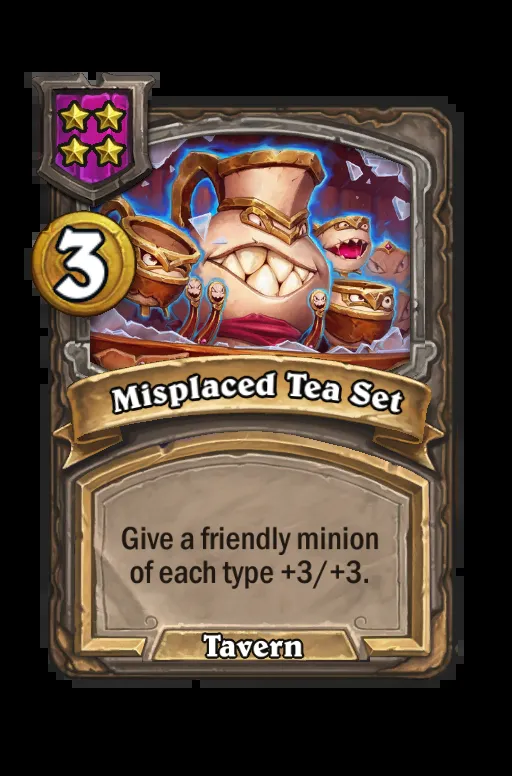 3
Misplaced Tea Set
Give a friendly minion
of each type +3/+3.
Tavern